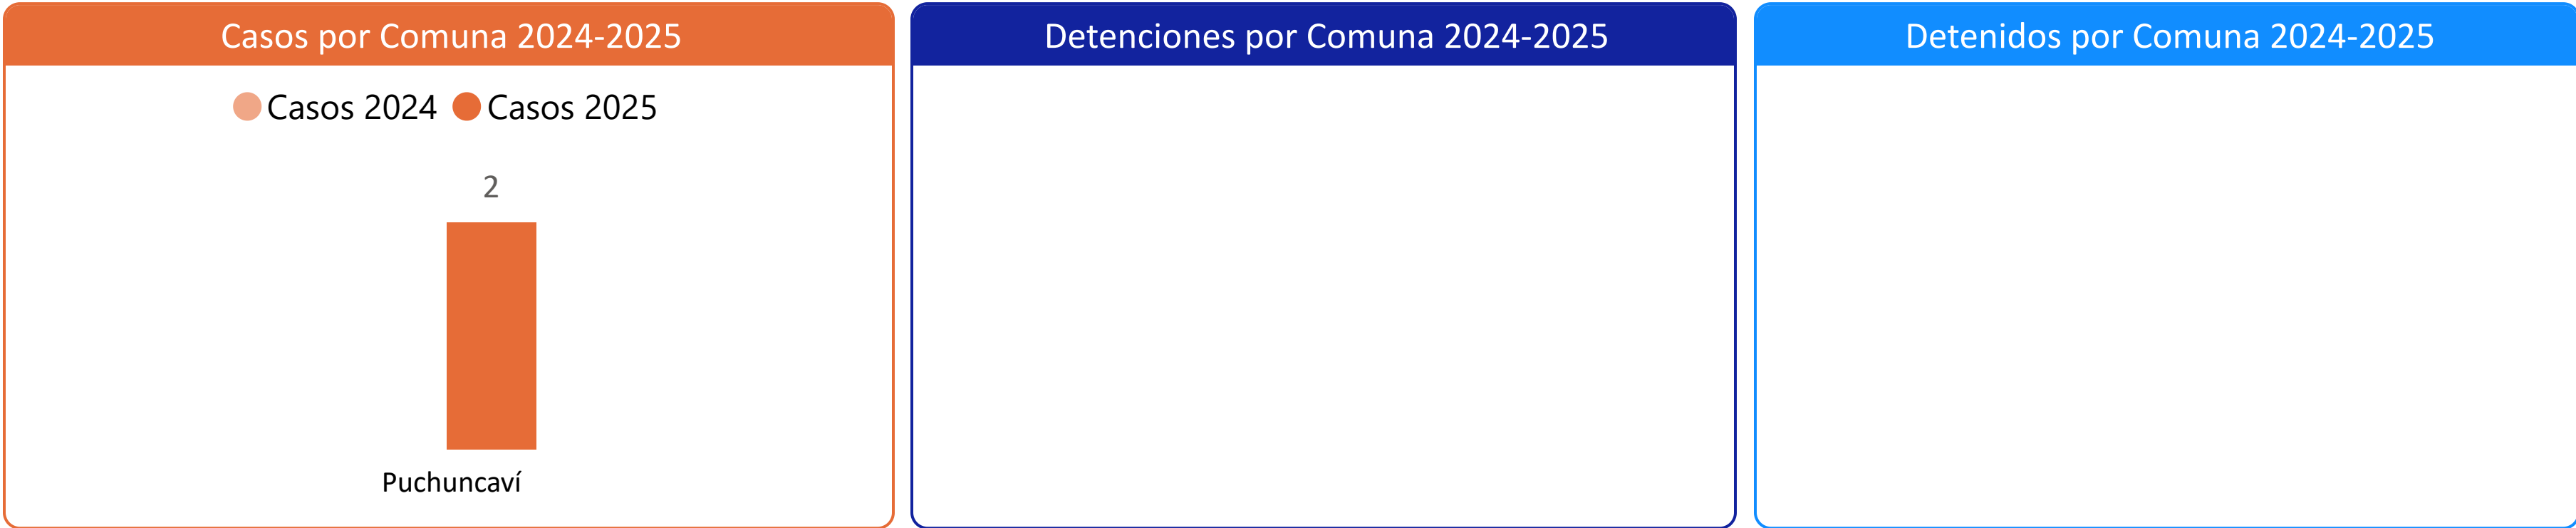 Casos por Comuna 2024-2025
Casos 2024 Casos 2025
2
Puchuncaví
Detenciones por Comuna 2024-2025
Detenidos por Comuna 2024-2025